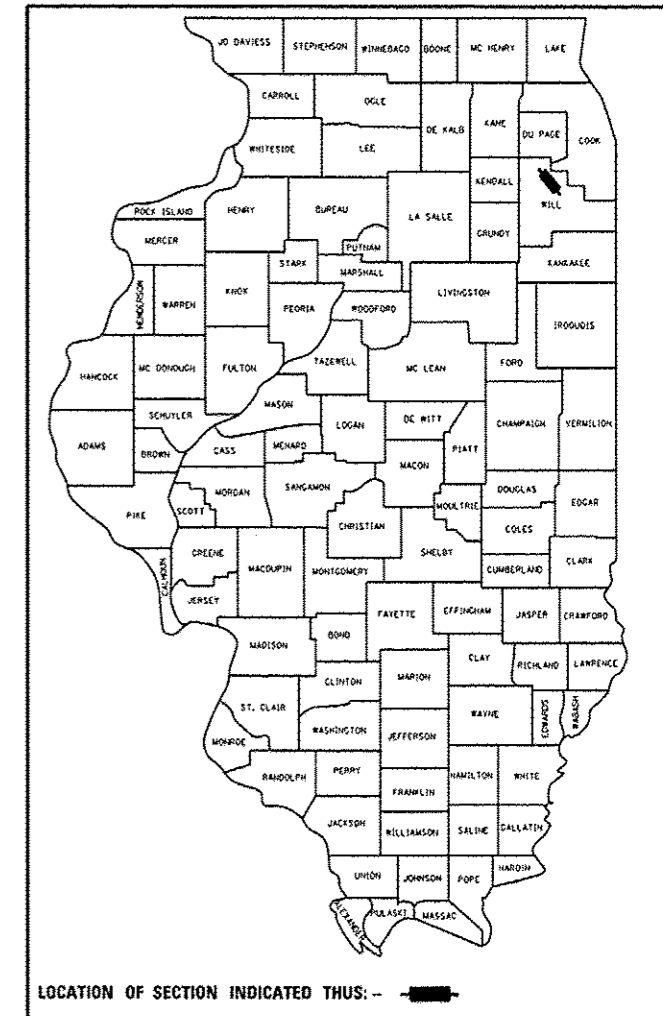 JO DAVIESS STEPHENSON WINNEBAGO BOONE MC HENRY LAKE
CARROLL OGLE DE KALB KANE DU PAGE COOK
WHITESIDE LEE KENDALL WILL
ROCK ISLAND HENRY BUREAU LA SALLE GRUNDY
MERCER PUTNAM KANKAKEE
STARK MARSHALL
HENDERSON WARREN KNOX PEORIA WOODFORD LIVINGSTON IROQUOIS
FORD
HANCOCK MC DONOUGH FULTON TAZEWELL MC LEAN
SCHUYLER MASON LOGAN DE WITT CHAMPAIGN VERMILION
ADAMS BROWN CASS MENARD MACON PIATT
PIKE SCOTT MORGAN SANGAMON MOULTRIE DOUGLAS EDGAR
CHRISTIAN COLES
CALHOUN GREENE MACOUPIN MONTGOMERY SHELBY CUMBERLAND CLARK
JERSEY FAYETTE EFFINGHAM JASPER CRAWFORD
MADISON BOND CLAY RICHLAND LAWRENCE
CLINTON MARION
ST. CLAIR WAYNE EDWARDS WABASH
MONROE WASHINGTON JEFFERSON
RANDOLPH PERRY HAMILTON WHITE
FRANKLIN
JACKSON WILLIAMSON SALINE GALLATIN
UNION JOHNSON POPE HARDIN
ALEXANDER PULASKI MASSAC
LOCATION OF SECTION INDICATED THUS: -